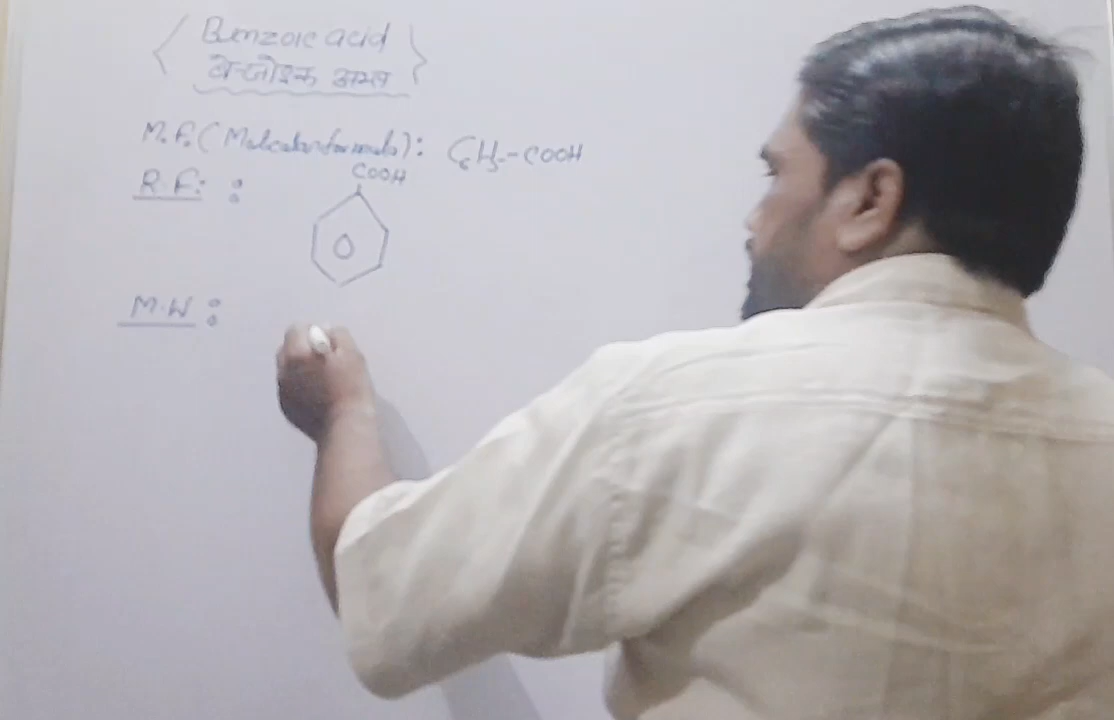 Benzoic acid
बेन्जोइक अम्ल
M.F. (Molecular formula) : C6H5-COOH
R.F. :
COOH
M.W :